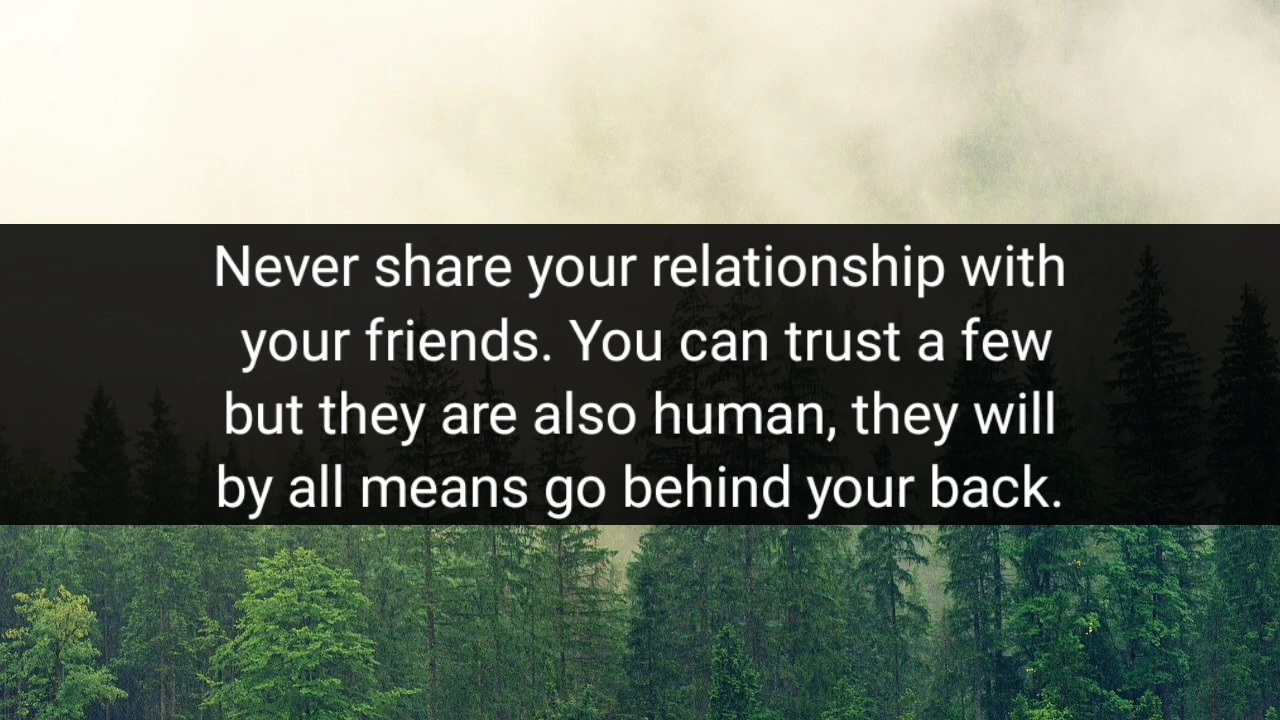 Never share your relationship with
your friends. You can trust a few
but they are also human, they will
by all means go behind your back.